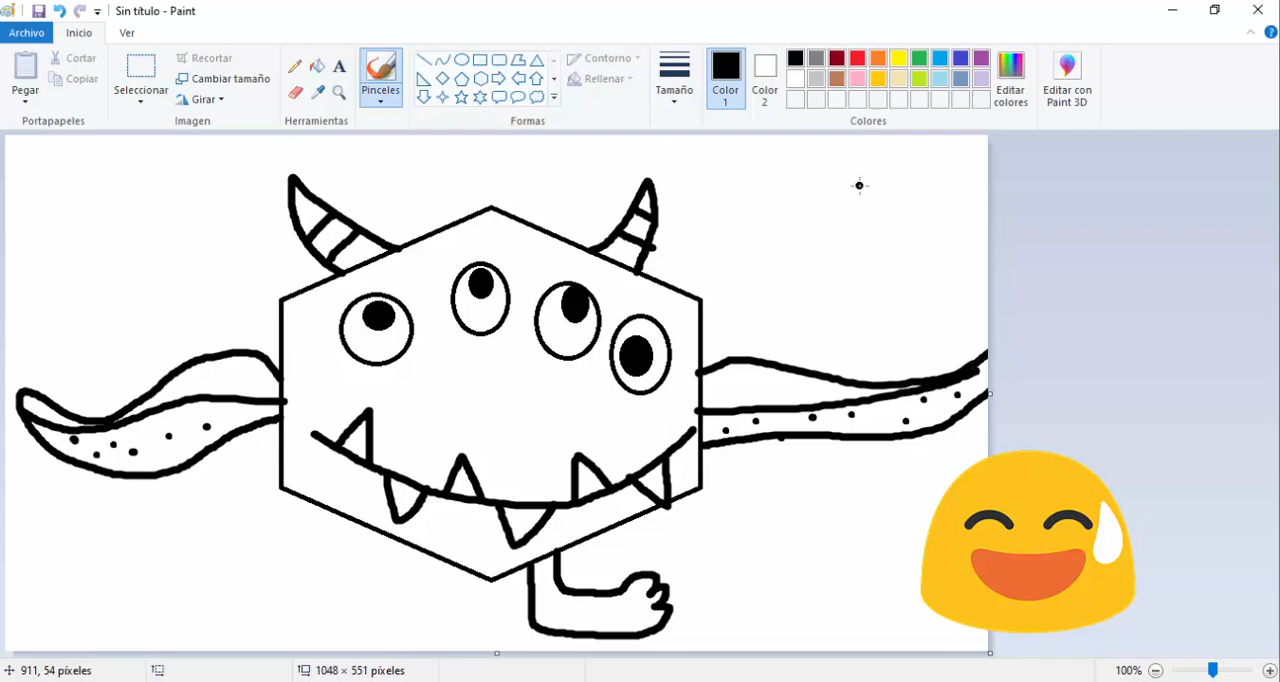 Sin título - Paint
Archivo Inicio Ver
Pegar
Cortar
Copiar
Portapapeles
Seleccionar
Recortar
Cambiar tamaño
Girar
Imagen
A
Herramientas
Pinceles
Formas
Contorno
Rellenar
Tamaño
Color
1
Color
2
Colores
Editar
colores
Editar con
Paint 3D
911, 54 píxeles
1048 × 551 píxeles
100%